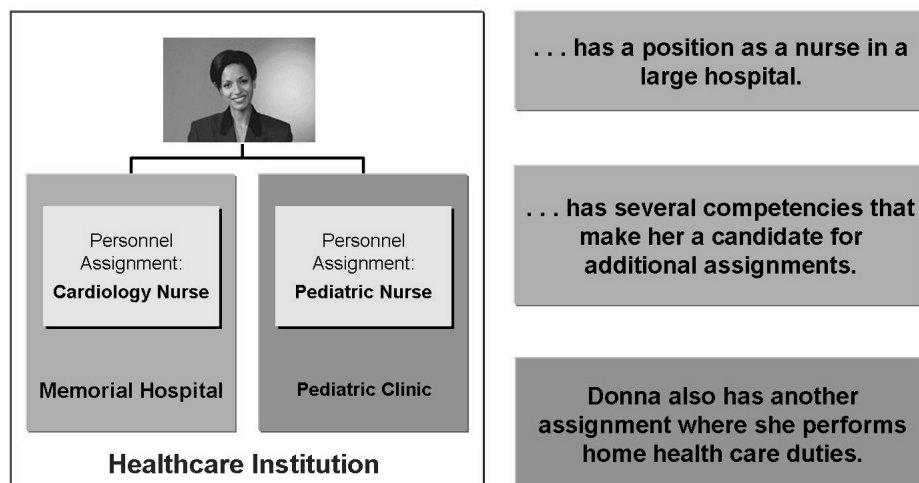 Personnel
Assignment:
Cardiology Nurse
Memorial Hospital
Personnel
Assignment:
Pediatric Nurse
Pediatric Clinic
Healthcare Institution
. . . has a position as a nurse in a
large hospital.
. . . has several competencies that
make her a candidate for
additional assignments.
Donna also has another
assignment where she performs
home health care duties.